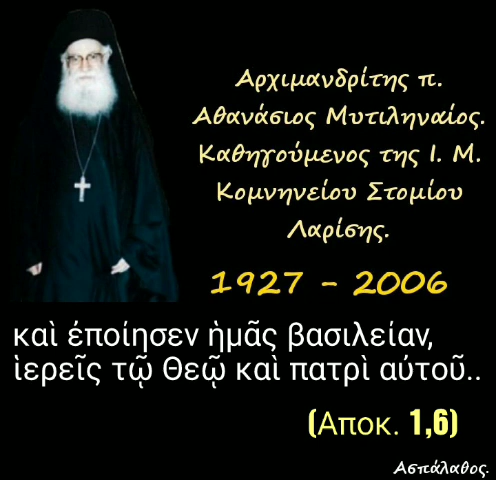 Αρχιμανδρίτης π.
Αθανάσιος Μυτιληναίος.
Καθηγούμενος της Ι. Μ.
Κομνηνείου Στομίου
Λαρίσης.
1927 - 2006
καὶ ἐποίησεν ἡμᾶς βασιλείαν,
ἱερεῖς τῷ Θεῷ καὶ πατρὶ αὐτοῦ..
(Αποκ. 1,6)
Ασπάλαθος.